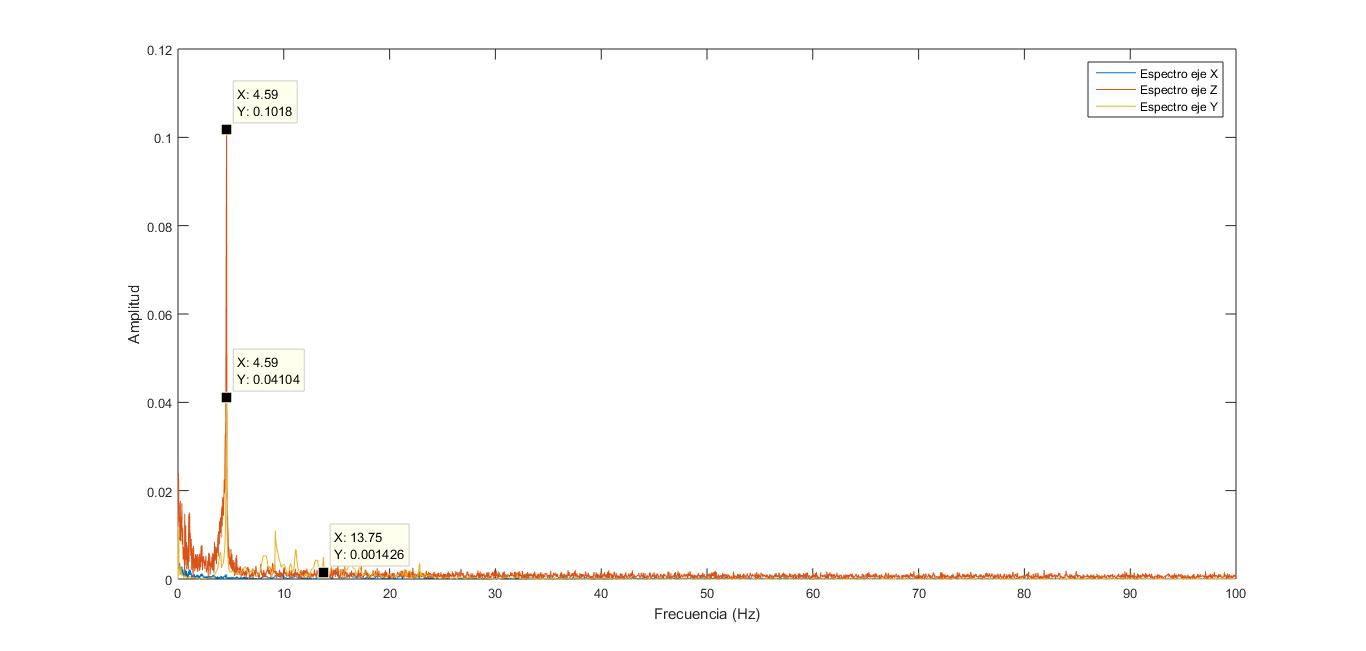 0.12
0.1
0.08
0.06
0.04
0.02
0
Amplitud
X: 4.59
Y: 0.1018
X: 4.59
Y: 0.04104
X: 13.75
Y: 0.001426
Espectro eje X
Espectro eje Z
Espectro eje Y
0 10 20 30 40 50 60 70 80 90 100
Frecuencia (Hz)